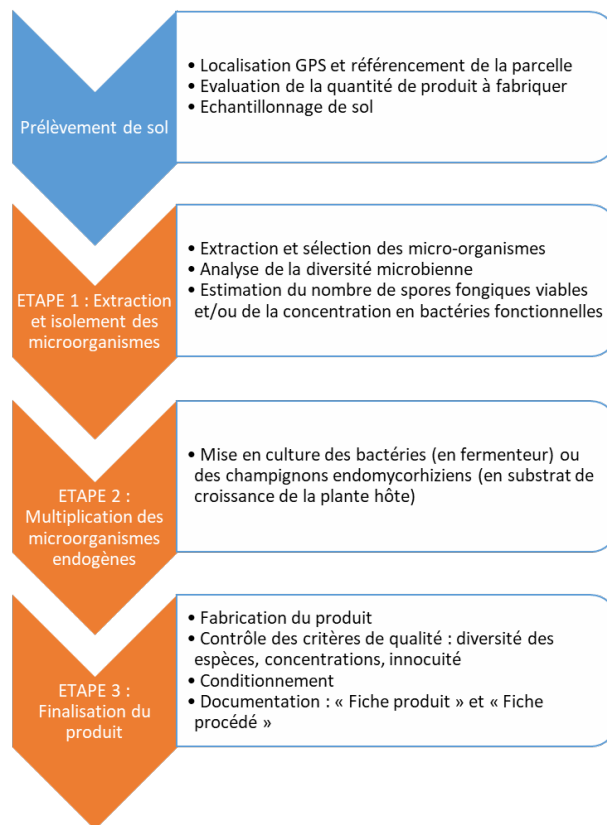 Prélèvement de sol
• Localisation GPS et référencement de la parcelle
• Evaluation de la quantité de produit à fabriquer
• Echantillonnage de sol
ETAPE 1 : Extraction
et isolement des
microorganismes
• Extraction et sélection des micro-organismes
• Analyse de la diversité microbienne
• Estimation du nombre de spores fongiques viables
et/ou de la concentration en bactéries fonctionnelles
ETAPE 2 :
Multiplication des
microorganismes
endogènes
• Mise en culture des bactéries (en fermenteur) ou
des champignons endomycorhiziens (en substrat de
croissance de la plante hôte)
ETAPE 3 :
Finalisation du
produit
• Fabrication du produit
• Contrôle des critères de qualité : diversité des
espèces, concentrations, innocuité
• Conditionnement
• Documentation : « Fiche produit » et « Fiche
procédé »